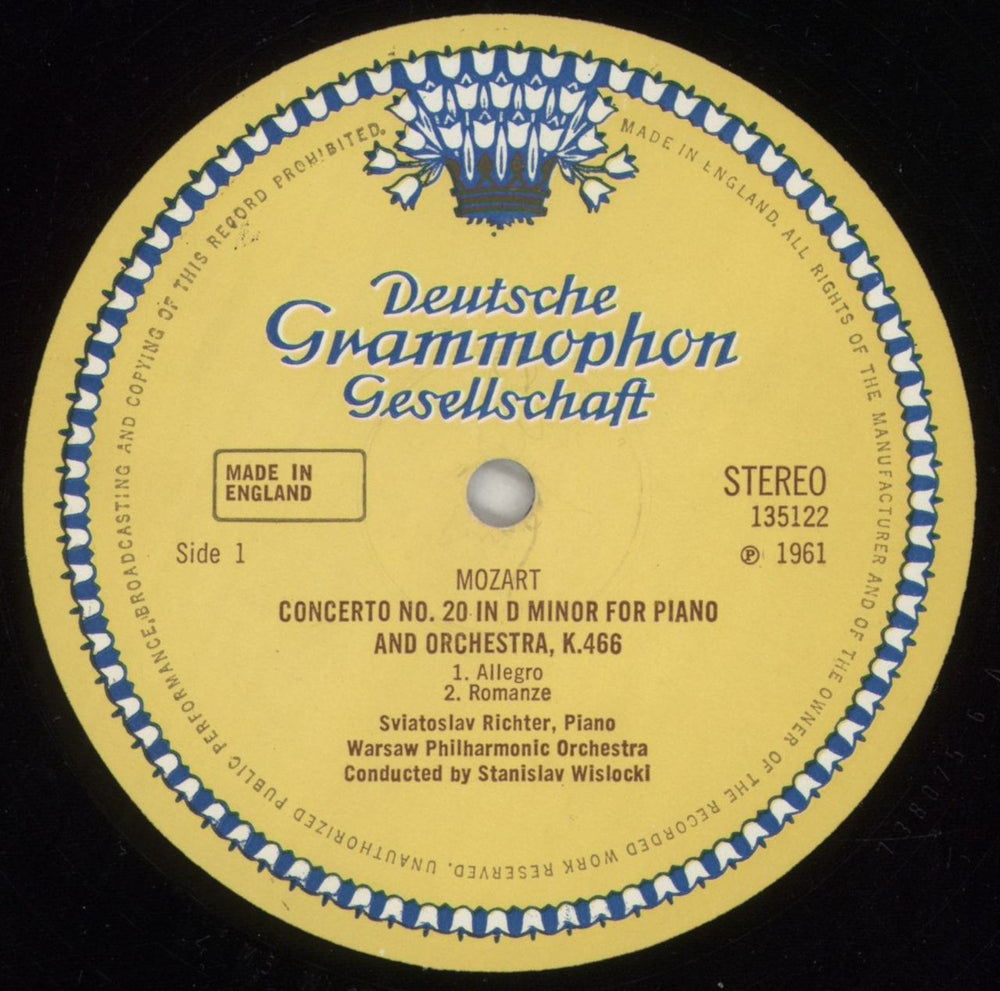 Deutsche
Grammophon
Gesellschaft
MADE IN
ENGLAND
STEREO
135122
Side 1
℗ 1961
MOZART
CONCERTO NO. 20 IN D MINOR FOR PIANO
AND ORCHESTRA, K.466
1. Allegro
2. Romanze
Sviatoslav Richter, Piano
Warsaw Philharmonic Orchestra
Conducted by Stanislav Wislocki
MADE IN ENGLAND. ALL RIGHTS OF THE MANUFACTURER AND OF THE OWNER OF THE RECORDED WORK RESERVED. UNAUTHORIZED PUBLIC PERFORMANCE, BROADCASTING AND COPYING OF THIS RECORD PROHIBITED.